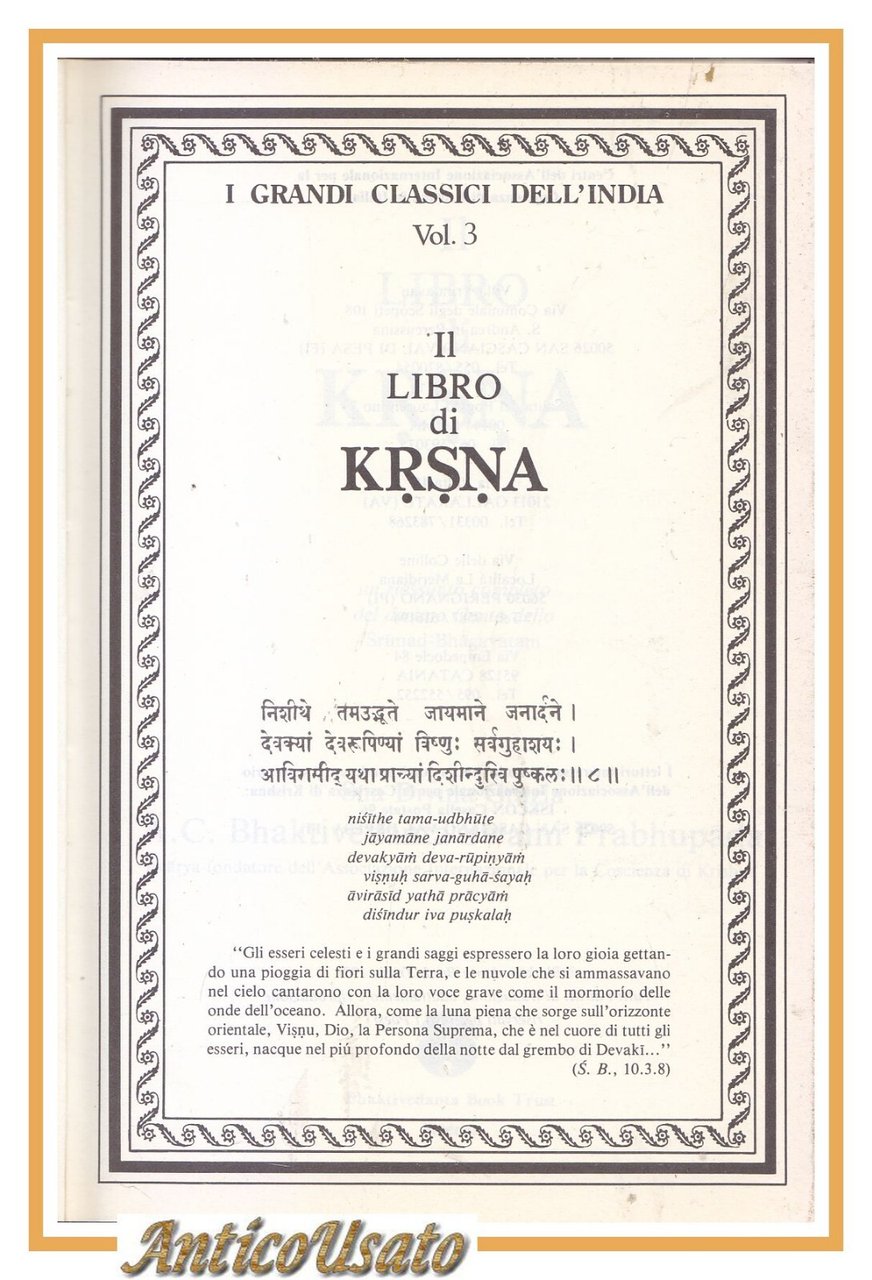 I GRANDI CLASSICI DELL'INDIA
Vol. 3
Il
LIBRO
di
KṚṢṆA
निशीथे तमउद्भूते जायमाने जनार्दने ।
देवक्यां देवरूपिण्यां विष्णुः सर्वगुहाशयः ।
आविरासीद् यथा प्राच्यां दिशीन्दुरिव पुष्कलः ॥ ८ ॥
niśīthe tama-udbhūte
jāyamāne janārdane
devakyāṁ deva-rūpiṇyāṁ
viṣṇuḥ sarva-guhā-śayaḥ
āvirāsīd yathā prācyāṁ
diśīndur iva puṣkalaḥ
"Gli esseri celesti e i grandi saggi espressero la loro gioia gettan-
do una pioggia di fiori sulla Terra, e le nuvole che si ammassavano
nel cielo cantarono con la loro voce grave come il mormorío delle
onde dell'oceano. Allora, come la luna piena che sorge sull'orizzonte
orientale, Viṣṇu, Dio, la Persona Suprema, che è nel cuore di tutti gli
esseri, nacque nel piú profondo della notte dal grembo di Devakī..."
(Ś. B., 10.3.8)
AnticoUsato